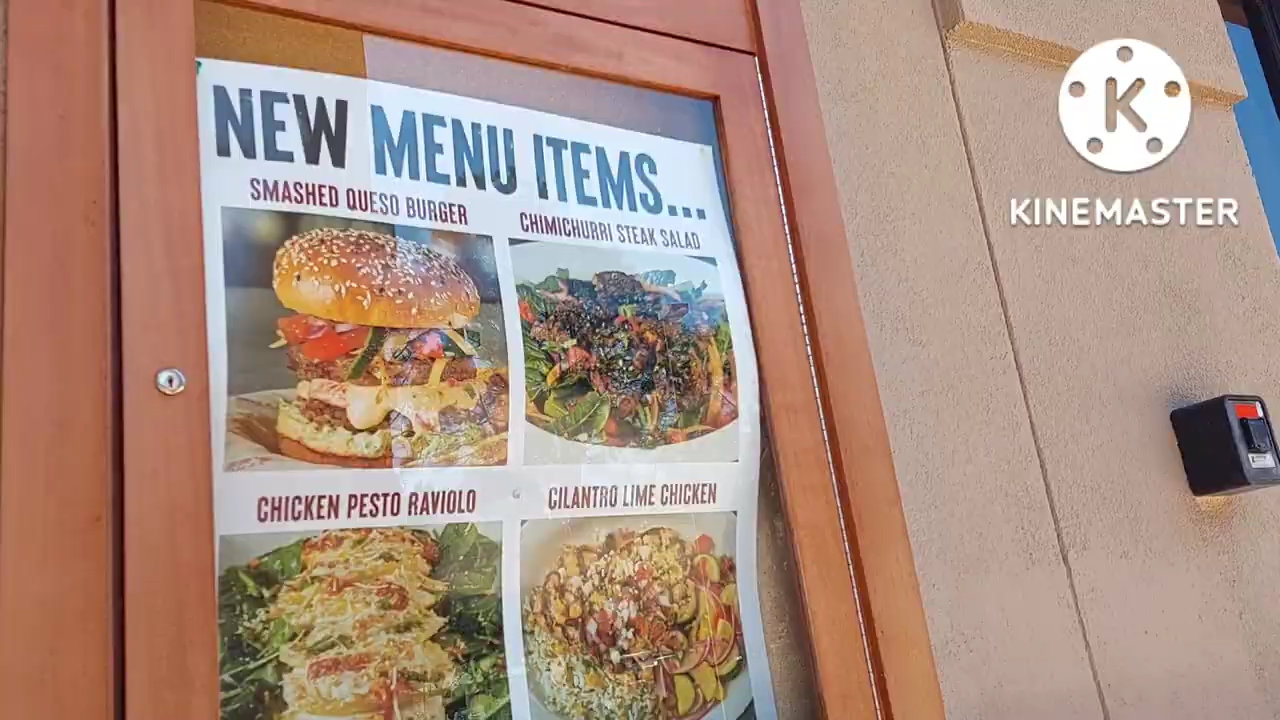 NEW MENU ITEMS...
SMASHED QUESO BURGER
CHIMICHURRI STEAK SALAD
CHICKEN PESTO RAVIOLO
CILANTRO LIME CHICKEN
K
KINEMASTER